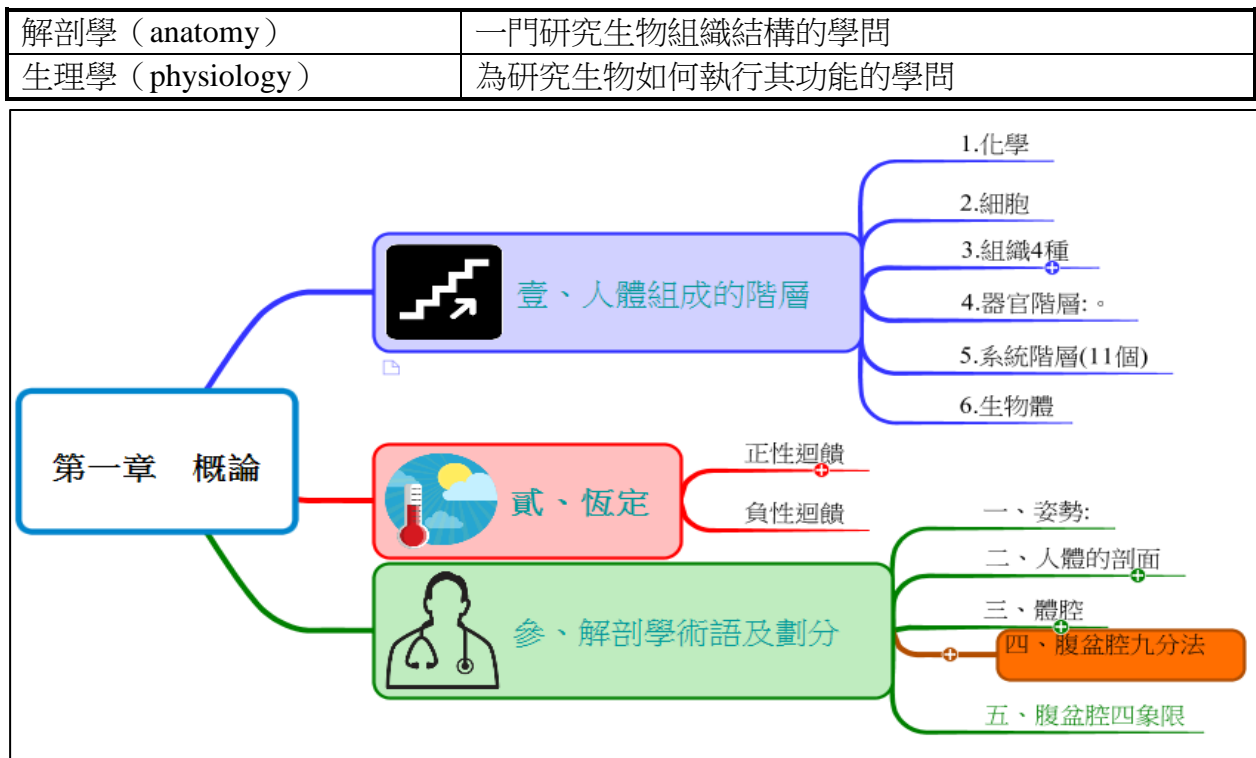 解剖學（anatomy） 一門研究生物組織結構的學問
生理學（physiology） 為研究生物如何執行其功能的學問
第一章 概論
壹、人體組成的階層
1.化學
2.細胞
3.組織4種
4.器官階層:。
5.系統階層(11個)
6.生物體
貳、恆定
正性迴饋
負性迴饋
參、解剖學術語及劃分
一、姿勢:
二、人體的剖面
三、體腔
四、腹盆腔九分法
五、腹盆腔四象限